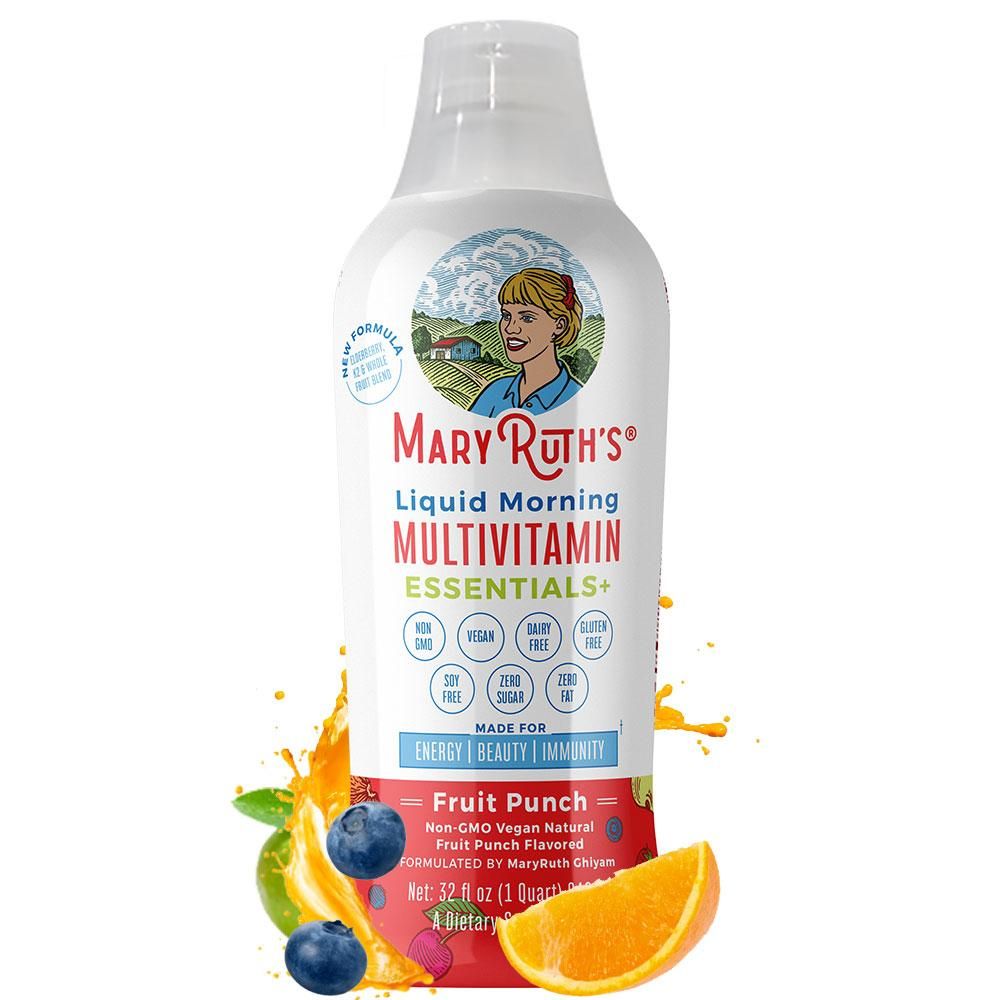 NEW FORMULA
ELDERBERRY,
K2 & WHOLE
FRUIT BLEND
MARY RUTH'S®
Liquid Morning
MULTIVITAMIN
ESSENTIALS+
NON
GMO
VEGAN
DAIRY
FREE
GLUTEN
FREE
SOY
FREE
ZERO
SUGAR
ZERO
FAT
MADE FOR
ENERGY | BEAUTY | IMMUNITY †
Fruit Punch
Non-GMO Vegan Natural
Fruit Punch Flavored
FORMULATED BY MaryRuth Ghiyam
Net: 32 fl oz (1 Quart)
A Dietary